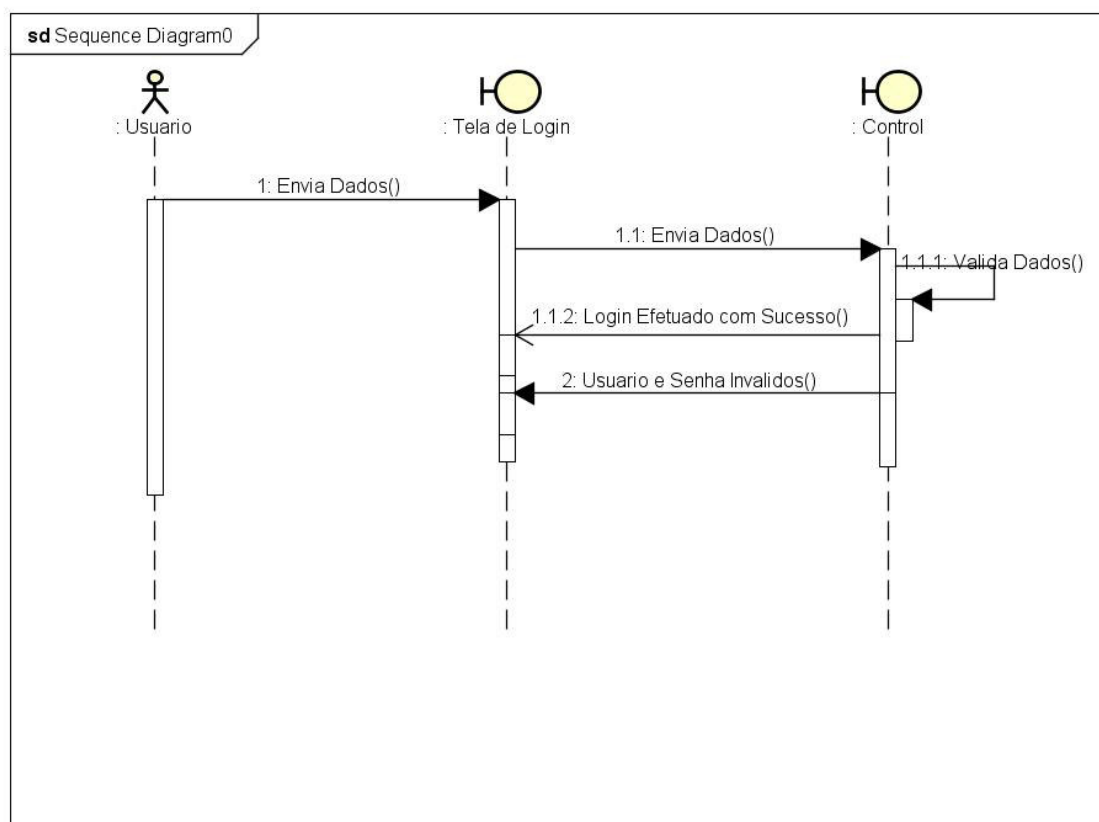 sd Sequence Diagram0
: Usuario
: Tela de Login
: Control
1: Envia Dados()
1.1: Envia Dados()
1.1.1: Valida Dados()
1.1.2: Login Efetuado com Sucesso()
2: Usuario e Senha Invalidos()